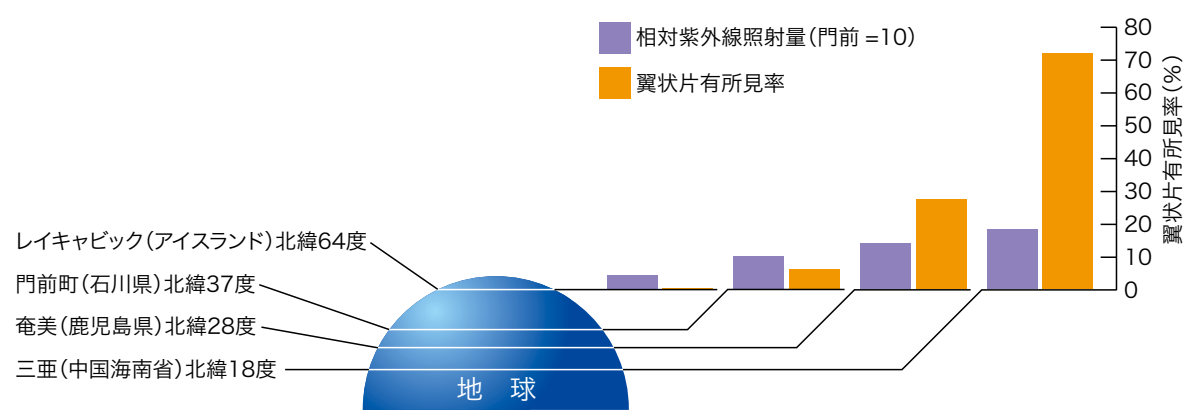 相対紫外線照射量（門前＝10）
翼状片有所見率
80
70
60
50
40
30
20
10
0
翼状片有所見率（％）
レイキャビック（アイスランド）北緯64度
門前町（石川県）北緯37度
奄美（鹿児島県）北緯28度
三亜（中国海南省）北緯18度
地　球